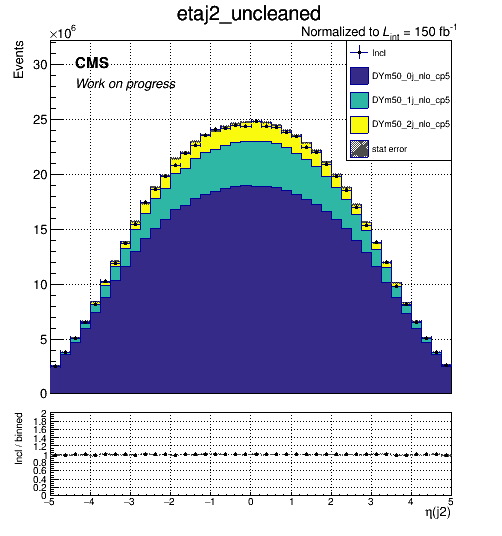 etaj2_uncleaned
×10⁶
Normalized to L_int = 150 fb⁻¹
Events
CMS
Work on progress
Incl
DYm50_0j_nlo_cp5
DYm50_1j_nlo_cp5
DYm50_2j_nlo_cp5
stat error
30
25
20
15
10
5
0
Incl / binned
2
1.8
1.6
1.4
1.2
1
0.8
0.6
0.4
0.2
0
−5 −4 −3 −2 −1 0 1 2 3 4 5
η(j2)